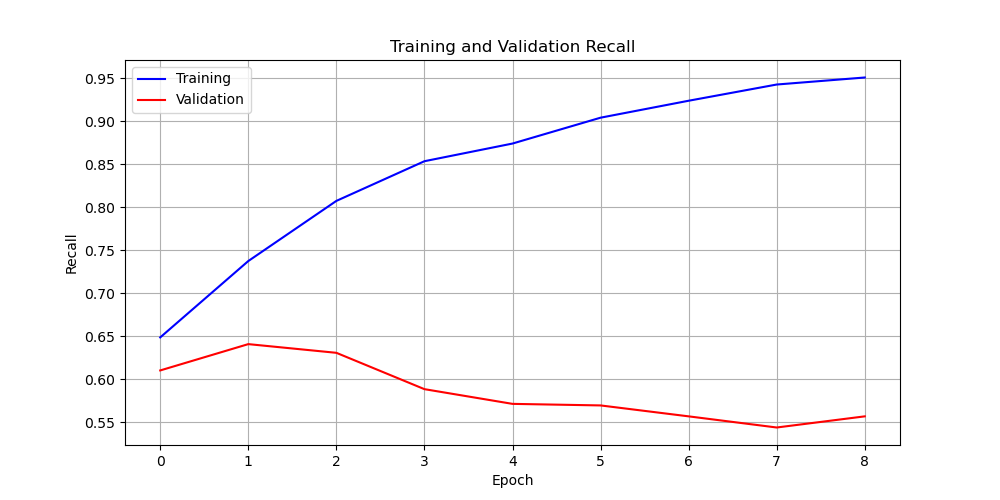 Training and Validation Recall
Training
Validation
Recall
0.95
0.90
0.85
0.80
0.75
0.70
0.65
0.60
0.55
0 1 2 3 4 5 6 7 8
Epoch